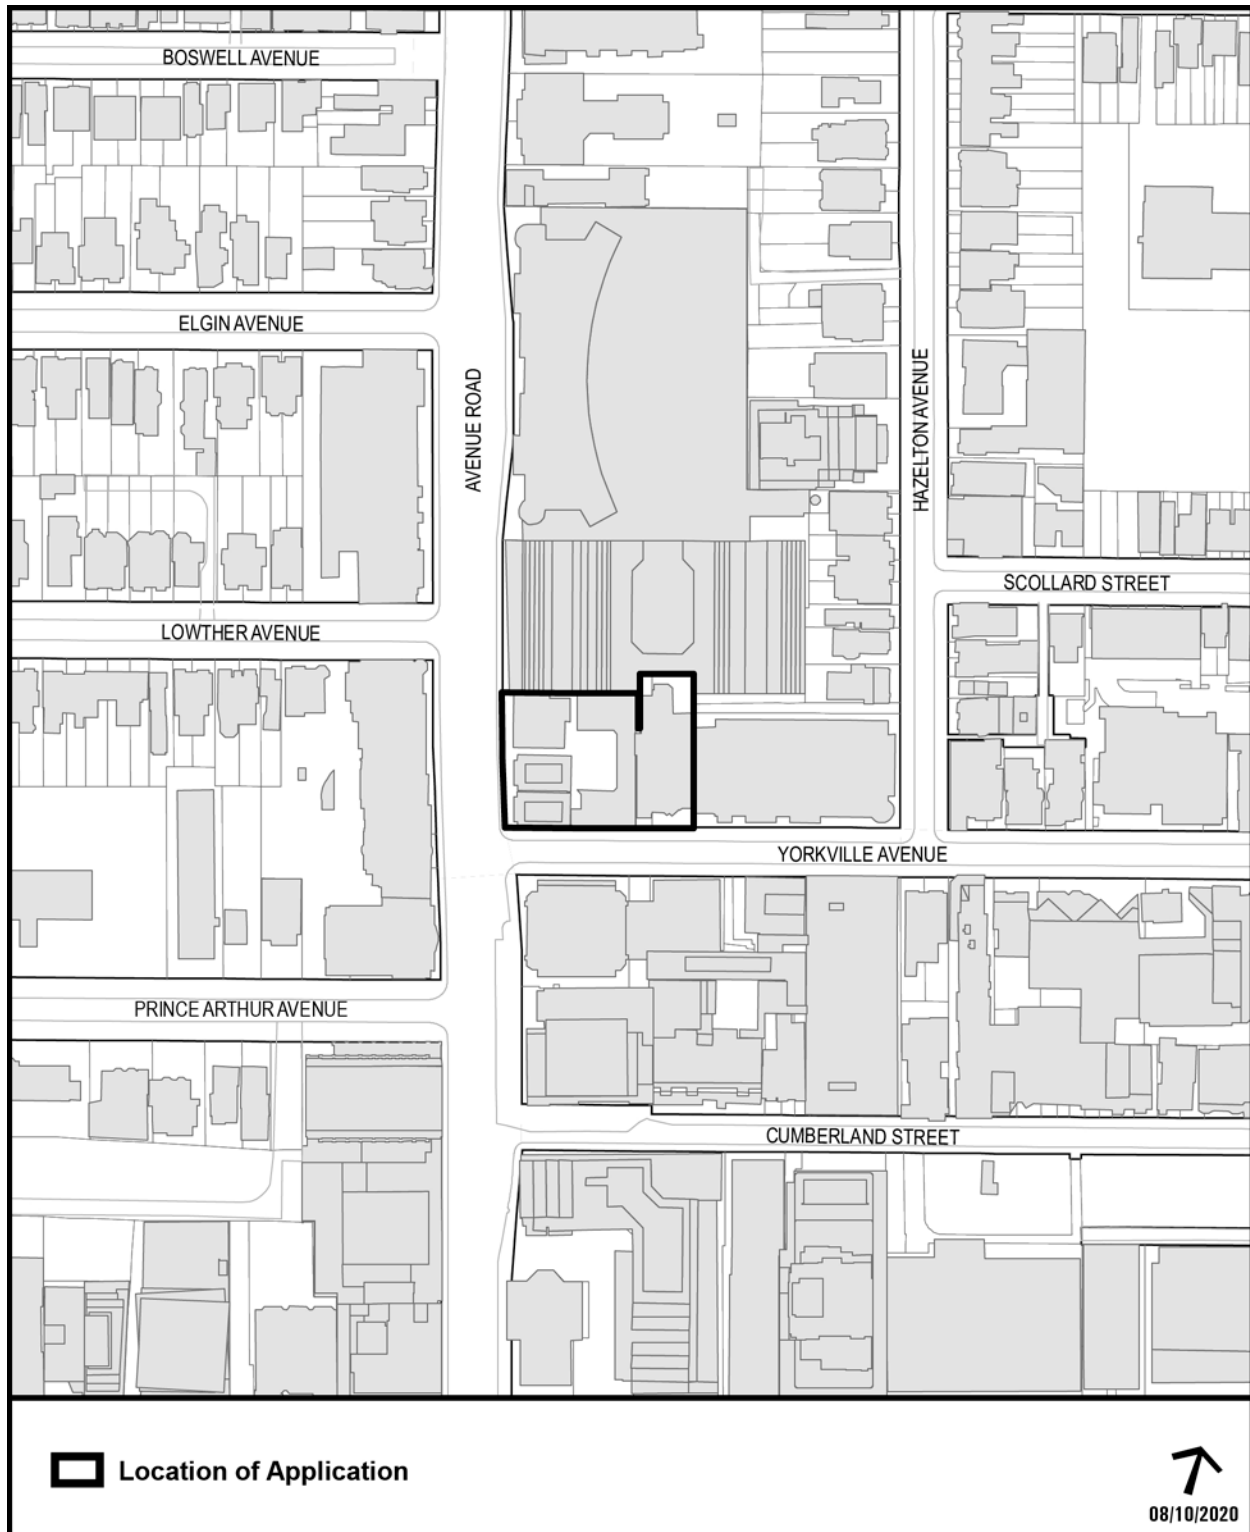 BOSWELL AVENUE
ELGIN AVENUE
AVENUE ROAD
HAZELTON AVENUE
SCOLLARD STREET
LOWTHER AVENUE
YORKVILLE AVENUE
PRINCE ARTHUR AVENUE
CUMBERLAND STREET
Location of Application
08/10/2020